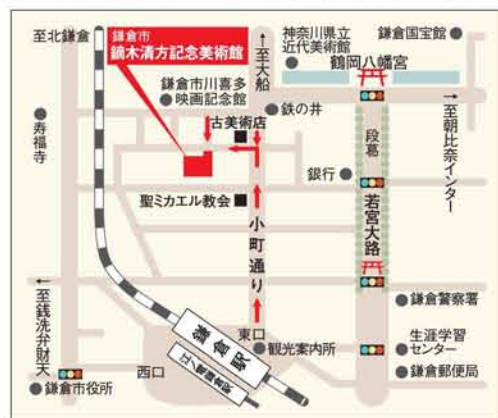 至北鎌倉
鎌倉市
鏑木清方記念美術館
↑至大船
神奈川県立
近代美術館
鎌倉国宝館
鶴岡八幡宮
鎌倉市川喜多
映画記念館
鉄の井
→至朝比奈インター
寿福寺
古美術店
段葛
銀行
聖ミカエル教会
小町通り
若宮大路
←至銭洗弁財天
鎌倉駅
江ノ電鎌倉駅
東口
観光案内所
鎌倉警察署
生涯学習
センター
西口
鎌倉市役所
鎌倉郵便局